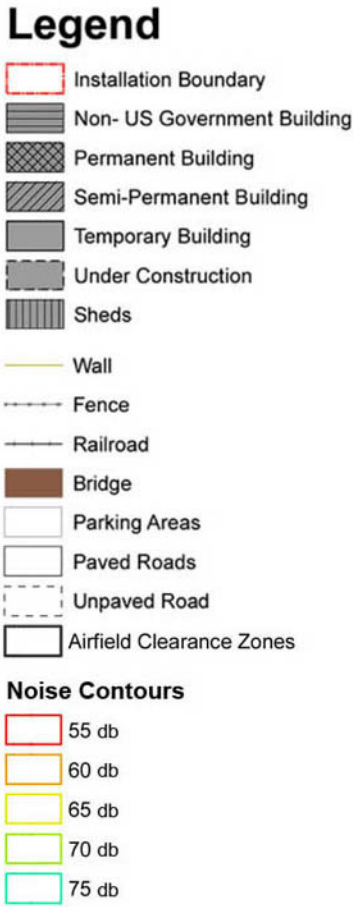 Legend
Installation Boundary
Non- US Government Building
Permanent Building
Semi-Permanent Building
Temporary Building
Under Construction
Sheds
Wall
Fence
Railroad
Bridge
Parking Areas
Paved Roads
Unpaved Road
Airfield Clearance Zones
Noise Contours
55 db
60 db
65 db
70 db
75 db